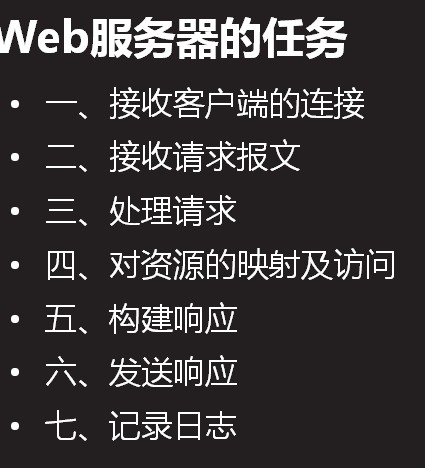 Web服务器的任务
• 一、接收客户端的连接
• 二、接收请求报文
• 三、处理请求
• 四、对资源的映射及访问
• 五、构建响应
• 六、发送响应
• 七、记录日志